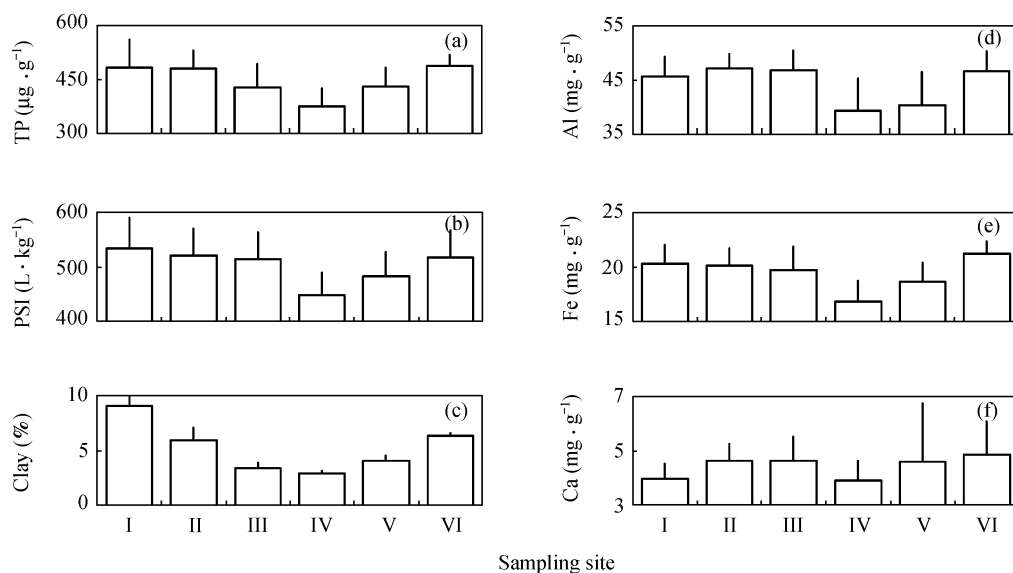 TP (μg·g⁻¹)
600
450
300
(a)
Al (mg·g⁻¹)
55
45
35
(d)
PSI (L·kg⁻¹)
600
500
400
(b)
Fe (mg·g⁻¹)
25
20
15
(e)
Clay (%)
10
5
0
(c)
I II III IV V VI
Ca (mg·g⁻¹)
7
5
3
(f)
I II III IV V VI
Sampling site